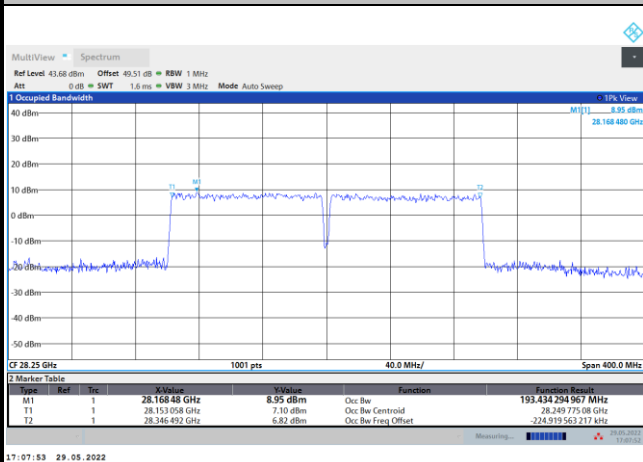 MultiView Spectrum
Ref Level 43.68 dBm Offset 49.51 dB RBW 1 MHz
Att 0 dB SWT 1.6 ms VBW 3 MHz Mode Auto Sweep
1 Occupied Bandwidth 1Pk View
M1[1] 8.95 dBm
28.168 480 GHz
40 dBm
30 dBm
20 dBm
T1 M1 T2
10 dBm
0 dBm
-10 dBm
-20 dBm
-30 dBm
-40 dBm
-50 dBm
CF 28.25 GHz 1001 pts 40.0 MHz/ Span 400.0 MHz
2 Marker Table
Type Ref Trc X-Value Y-Value Function Function Result
M1 1 28.168 48 GHz 8.95 dBm Occ Bw 193.434 294 967 MHz
T1 1 28.153 058 GHz 7.10 dBm Occ Bw Centroid 28.249 775 08 GHz
T2 1 28.346 492 GHz 6.82 dBm Occ Bw Freq Offset -224.919 563 217 kHz
Measuring... 29.05.2022
17:07:52
17:07:53 29.05.2022